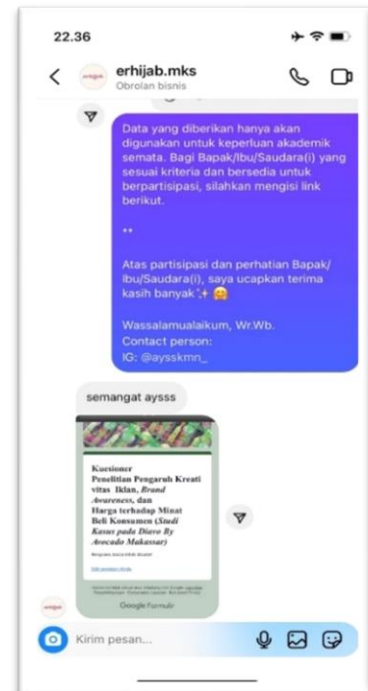 22.36
erhijab.mks
Obrolan bisnis
Data yang diberikan hanya akan
digunakan untuk keperluan akademik
semata. Bagi Bapak/Ibu/Saudara(i) yang
sesuai kriteria dan bersedia untuk
berpartisipasi, silahkan mengisi link
berikut.
Atas partisipasi dan perhatian Bapak/
Ibu/Saudara(i), saya ucapkan terima
kasih banyak
Wassalamualaikum, Wr.Wb.
Contact person:
IG: @aysskmn_
semangat aysss
Kuesioner
Penelitian Pengaruh Kreati
vitas Iklan, Brand
Awareness, dan
Harga terhadap Minat
Beli Konsumen (Studi
Kasus pada Diavo By
Avocado Makassar)
Google Formulir
Kirim pesan...